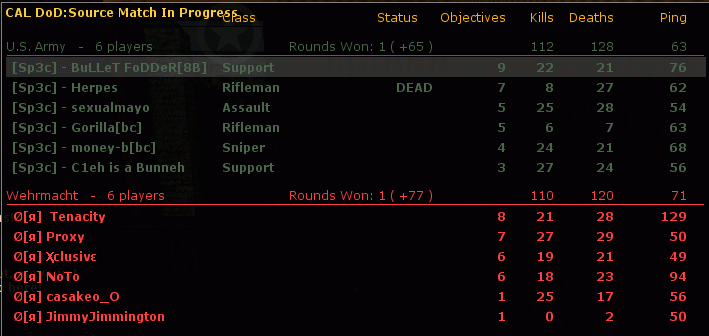 CAL DoD:Source Match In Progress Class Status Objectives Kills Deaths Ping
U.S. Army - 6 players Rounds Won: 1 ( +65 ) 112 128 63
[Sp3c] - BuLLeT FoDDeR[8B] Support 9 22 21 76
[Sp3c] - Herpes Rifleman DEAD 7 8 27 62
[Sp3c] - sexualmayo Assault 5 25 28 54
[Sp3c] - Gorilla[bc] Rifleman 5 6 7 63
[Sp3c] - money-b[bc] Sniper 4 24 21 68
[Sp3c] - C1eh is a Bunneh Support 3 27 24 56
Wehrmacht - 6 players Rounds Won: 1 ( +77 ) 110 120 71
Ø[я] Tenacity 8 21 28 129
Ø[я] Proxy 7 27 29 50
Ø[я] Ҳclusivє 6 19 21 49
Ø[я] NoTo 6 18 23 94
Ø[я] casakeo_O 1 25 17 56
Ø[я] JimmyJimmington 1 0 2 50